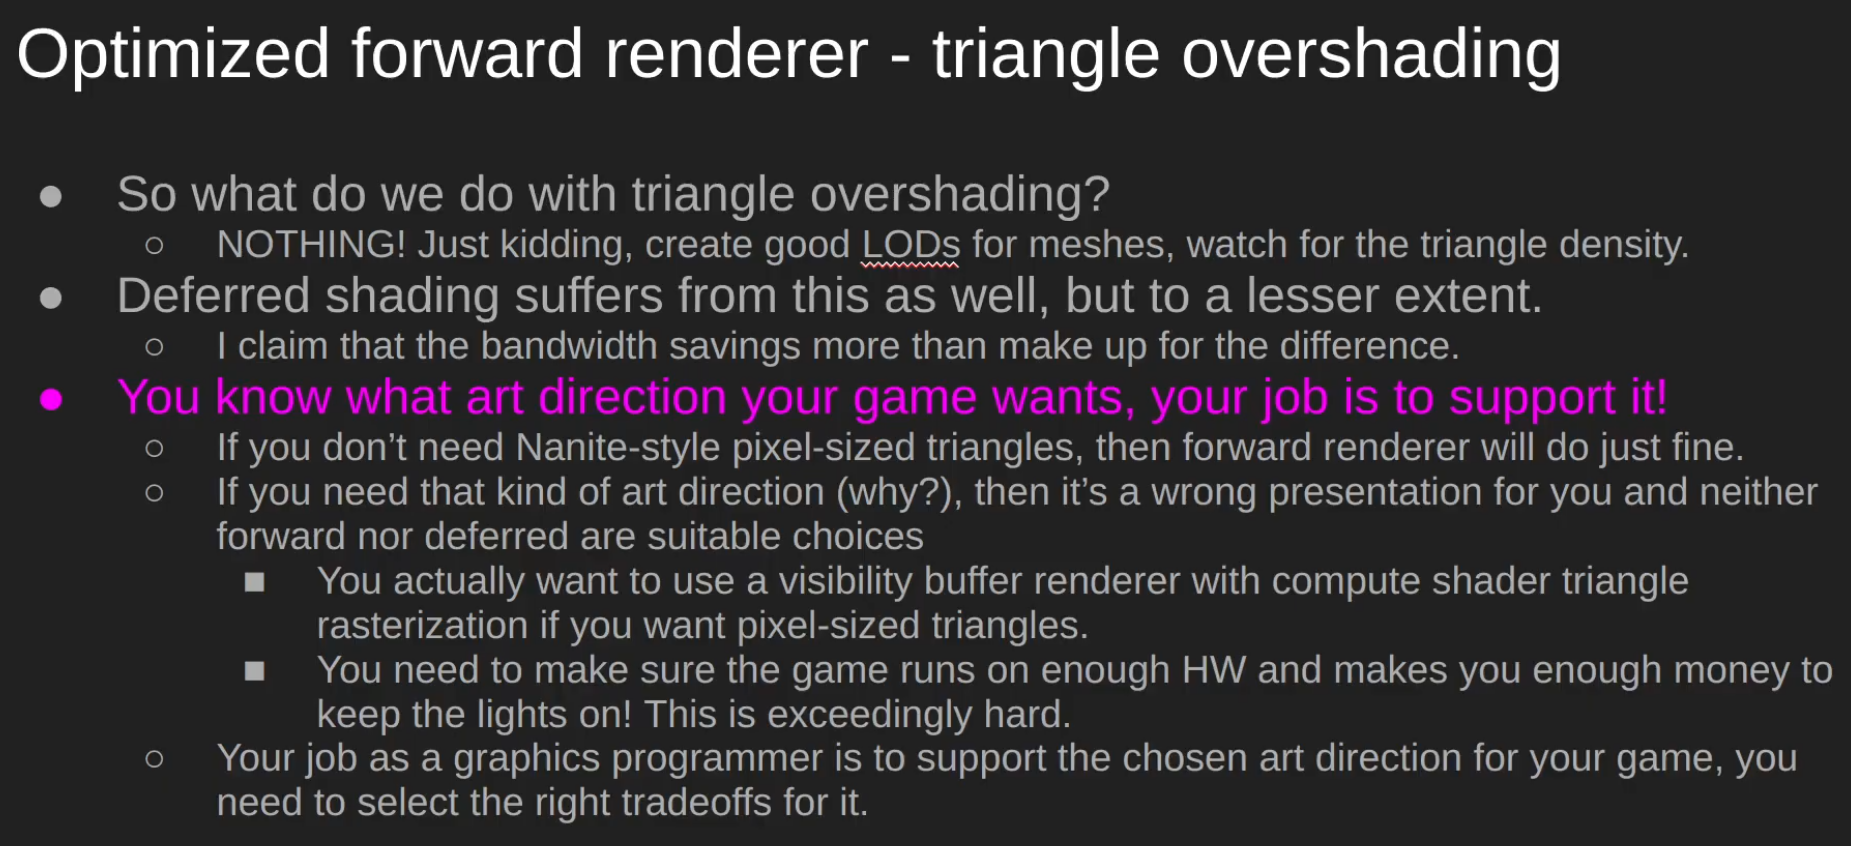 Optimized forward renderer - triangle overshading
● So what do we do with triangle overshading?
○ NOTHING! Just kidding, create good LODs for meshes, watch for the triangle density.
● Deferred shading suffers from this as well, but to a lesser extent.
○ I claim that the bandwidth savings more than make up for the difference.
● You know what art direction your game wants, your job is to support it!
○ If you don’t need Nanite-style pixel-sized triangles, then forward renderer will do just fine.
○ If you need that kind of art direction (why?), then it’s a wrong presentation for you and neither
forward nor deferred are suitable choices
■ You actually want to use a visibility buffer renderer with compute shader triangle
rasterization if you want pixel-sized triangles.
■ You need to make sure the game runs on enough HW and makes you enough money to
keep the lights on! This is exceedingly hard.
○ Your job as a graphics programmer is to support the chosen art direction for your game, you
need to select the right tradeoffs for it.